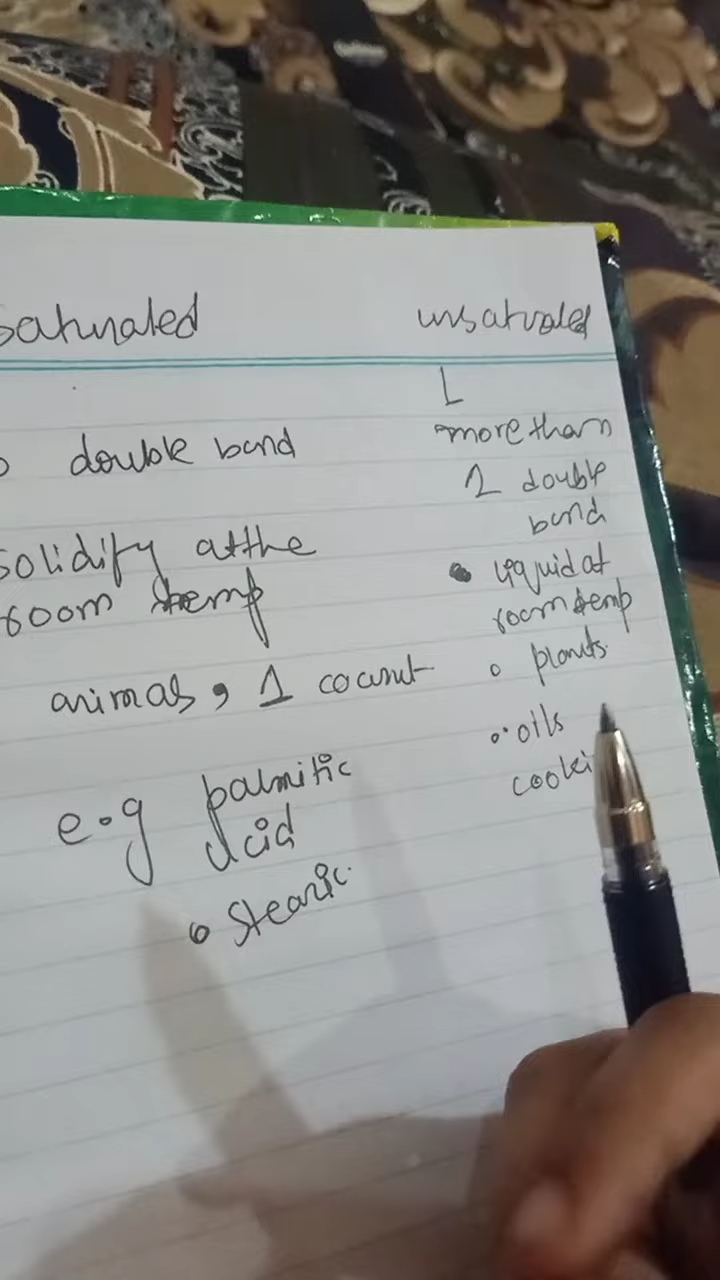 saturated
unsaturated
double bond
solidify at the
room temp
animals, 1 cocunut
e.g palmitic
acid
stearic.
L
more than
1 double
bond
liquid at
room temp
plants
oils
cooki